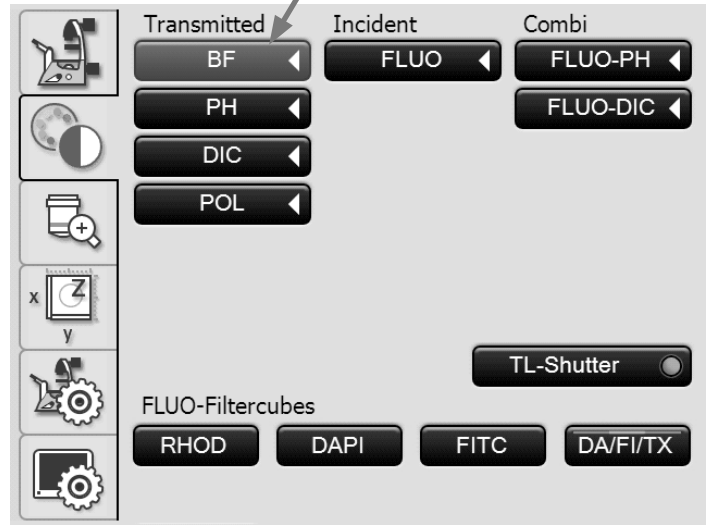 Transmitted Incident Combi
BF FLUO FLUO-PH
PH FLUO-DIC
DIC
POL
Z
x
y
TL-Shutter
FLUO-Filtercubes
RHOD DAPI FITC DA/FI/TX